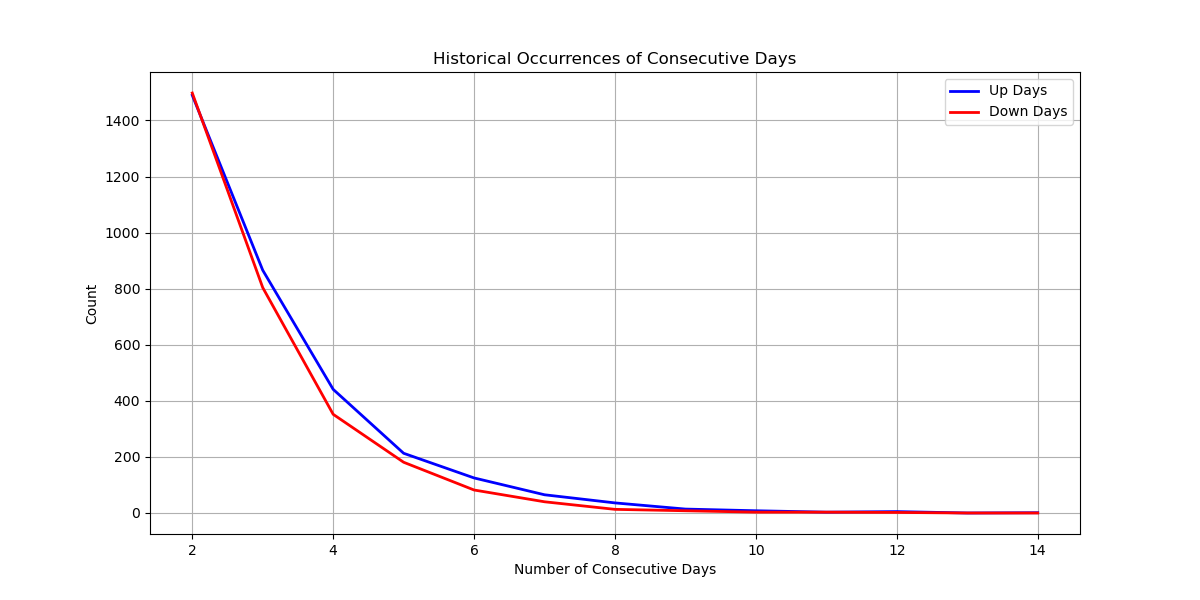 Historical Occurrences of Consecutive Days
Up Days
Down Days
1400
1200
1000
800
600
400
200
0
Count
2 4 6 8 10 12 14
Number of Consecutive Days